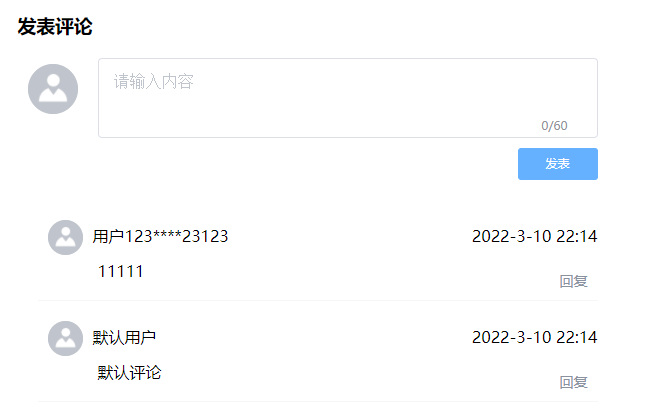 发表评论
请输入内容
0/60
发表
用户123****23123 2022-3-10 22:14
11111
回复
默认用户 2022-3-10 22:14
默认评论
回复